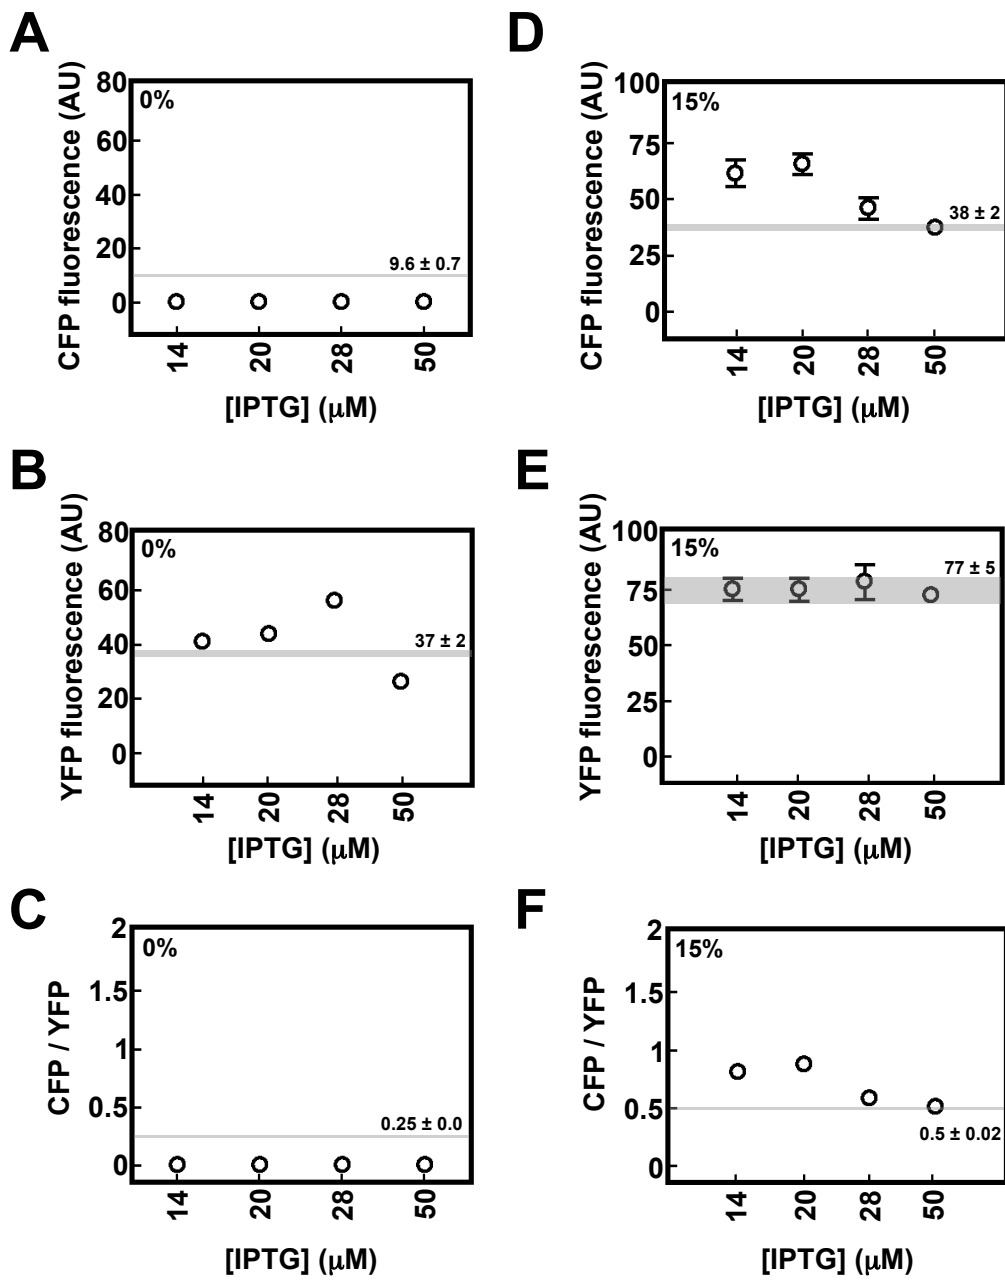 A
CFP fluorescence (AU)
80
60
40
20
0
0%
9.6 ± 0.7
14
20
28
50
[IPTG] (μM)
D
CFP fluorescence (AU)
100
75
50
25
0
15%
38 ± 2
14
20
28
50
[IPTG] (μM)
B
YFP fluorescence (AU)
80
60
40
20
0
0%
37 ± 2
14
20
28
50
[IPTG] (μM)
E
YFP fluorescence (AU)
100
75
50
25
0
15%
77 ± 5
14
20
28
50
[IPTG] (μM)
C
CFP / YFP
2
1.5
1
0.5
0
0%
0.25 ± 0.0
14
20
28
50
[IPTG] (μM)
F
CFP / YFP
2
1.5
1
0.5
0
15%
0.5 ± 0.02
14
20
28
50
[IPTG] (μM)